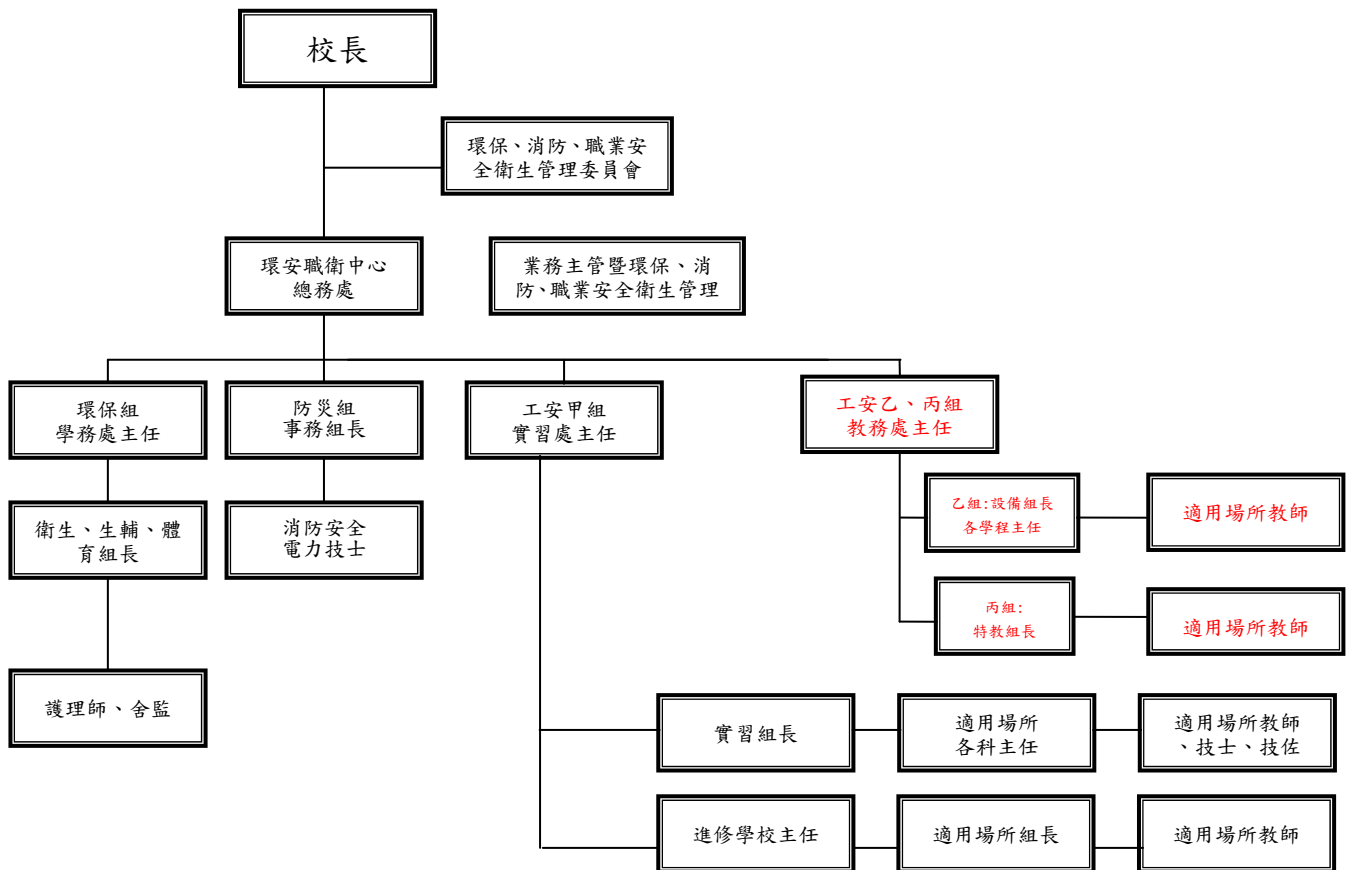 校長
環保、消防、職業安
全衛生管理委員會
環安職衛中心
總務處
業務主管暨環保、消
防、職業安全衛生管理
環保組
學務處主任
防災組
事務組長
工安甲組
實習處主任
工安乙、丙組
教務處主任
衛生、生輔、體
育組長
消防安全
電力技士
乙組:設備組長
各學程主任
適用場所教師
丙組:
特教組長
適用場所教師
護理師、舍監
實習組長
適用場所
各科主任
適用場所教師
、技士、技佐
進修學校主任
適用場所組長
適用場所教師